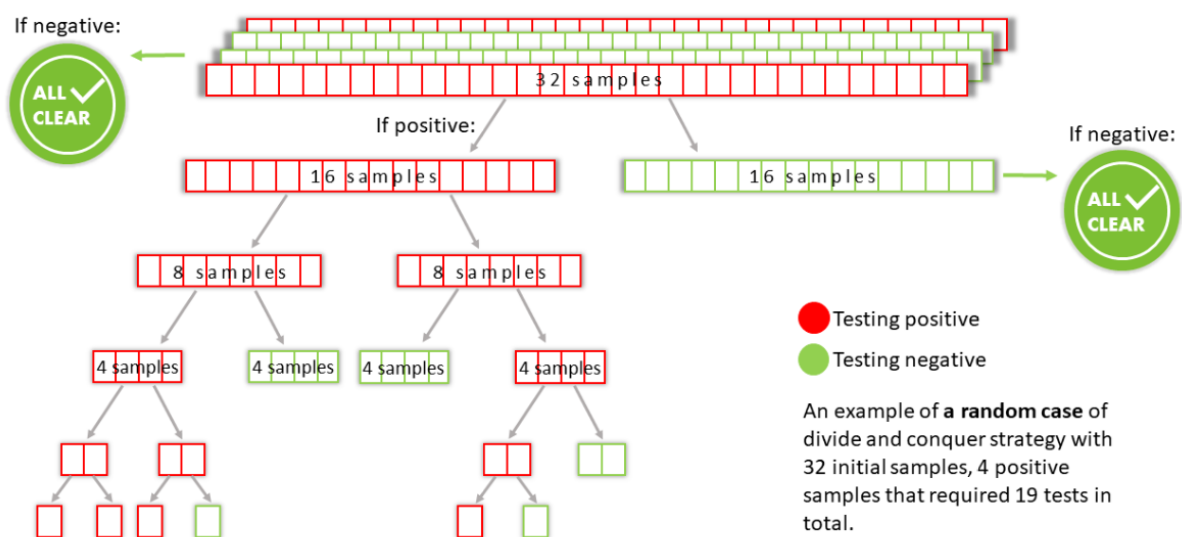 If negative:
ALL
CLEAR
32 samples
If positive:
If negative:
16 samples
16 samples
ALL
CLEAR
8 samples
8 samples
Testing positive
4 samples
4 samples
4 samples
4 samples
Testing negative
An example of a random case of
divide and conquer strategy with
32 initial samples, 4 positive
samples that required 19 tests in
total.